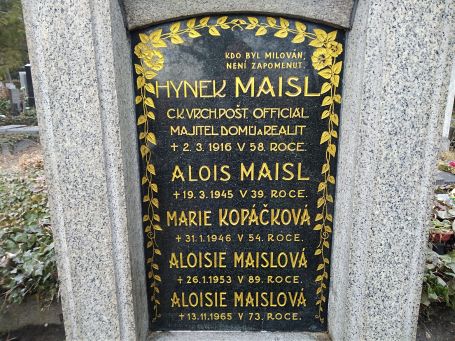 KDO BYL MILOVÁN,
NENÍ ZAPOMENUT.
HYNEK MAISL
C.K. VRCH. POŠT. OFFICIAL
MAJITEL DOMŮ A REALIT
+ 2. 3. 1916 V 58. ROCE.
ALOIS MAISL
+ 19. 3. 1945 V 39. ROCE.
MARIE KOPÁČKOVÁ
+ 31. 1. 1946 V 54. ROCE.
ALOISIE MAISLOVÁ
+ 26. 1. 1953 V 89. ROCE.
ALOISIE MAISLOVÁ
+ 13. 11. 1965 V 73. ROCE.